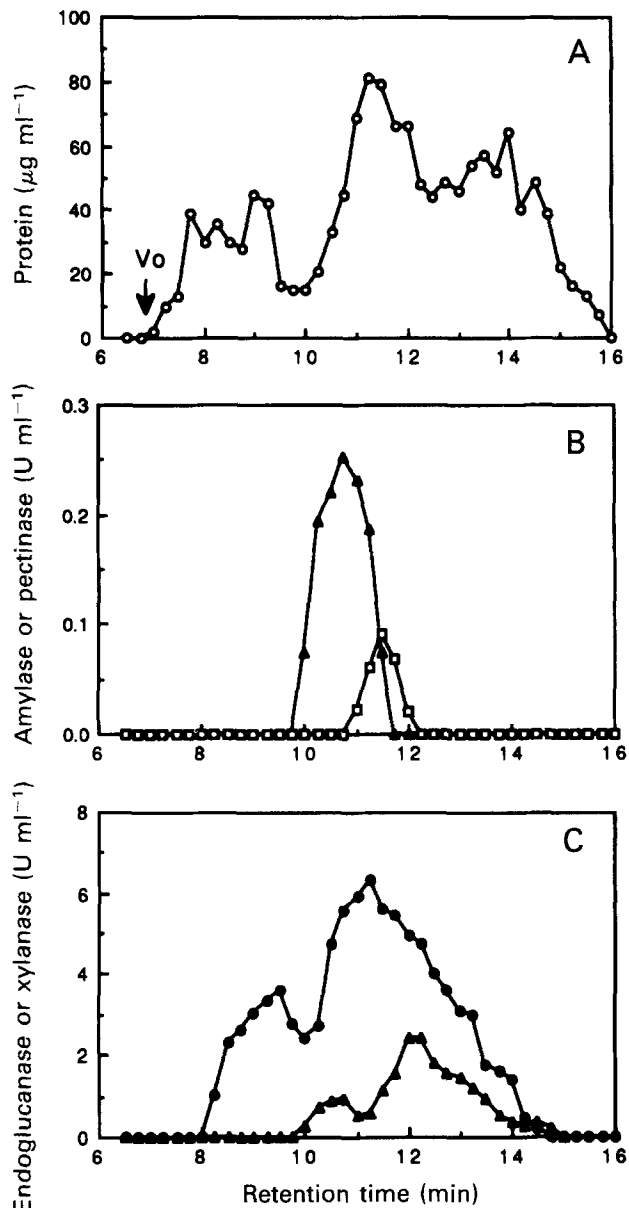 Protein (μg ml⁻¹)
100
80
60
40
20
0
A
Vo
6 8 10 12 14 16
Amylase or pectinase (U ml⁻¹)
0.3
0.2
0.1
0.0
B
6 8 10 12 14 16
Endoglucanase or xylanase (U ml⁻¹)
8
6
4
2
0
C
6 8 10 12 14 16
Retention time (min)